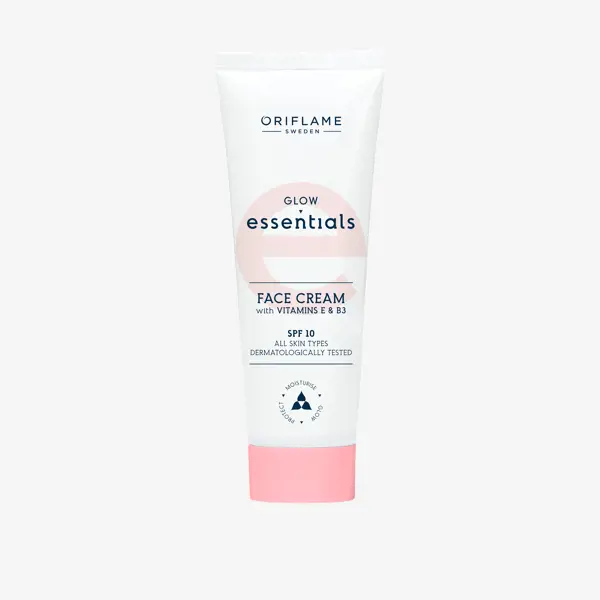 ORIFLAME
SWEDEN
GLOW
essentials
FACE CREAM
with VITAMINS E & B3
SPF 10
ALL SKIN TYPES
DERMATOLOGICALLY TESTED
MOISTURISE
GLOW
PROTECT